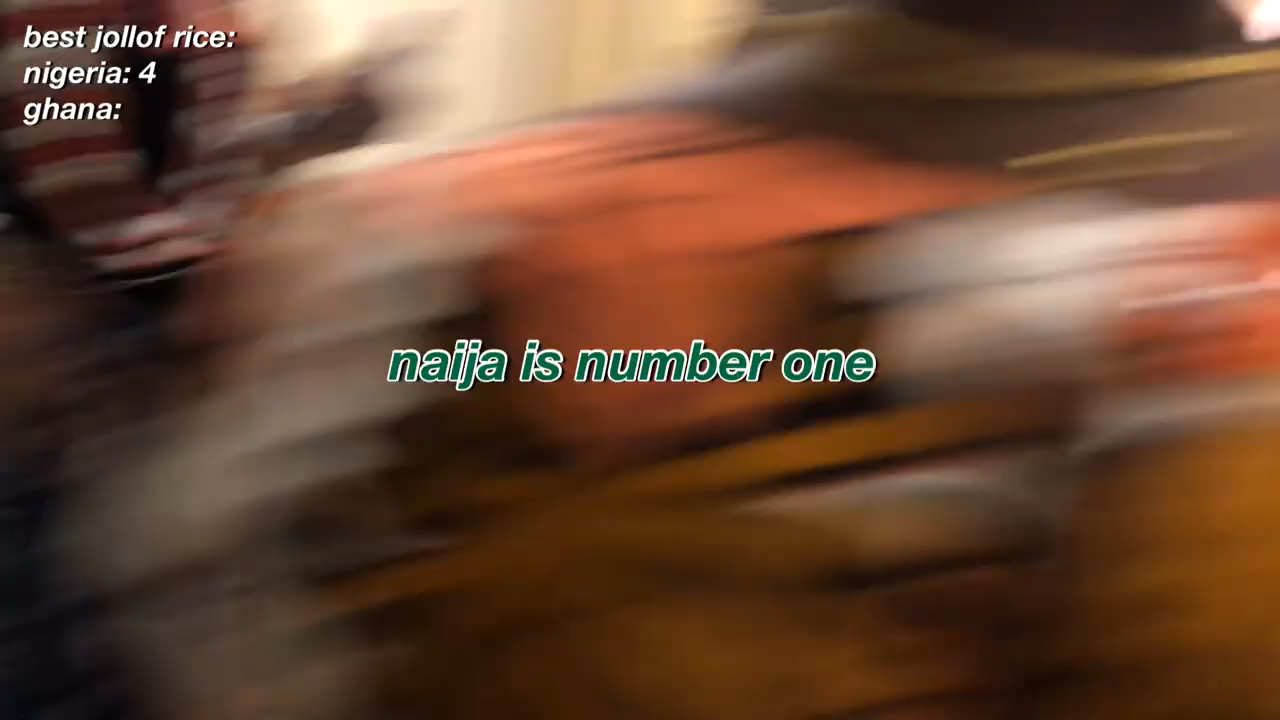 best jollof rice:
nigeria: 4
ghana:
naija is number one